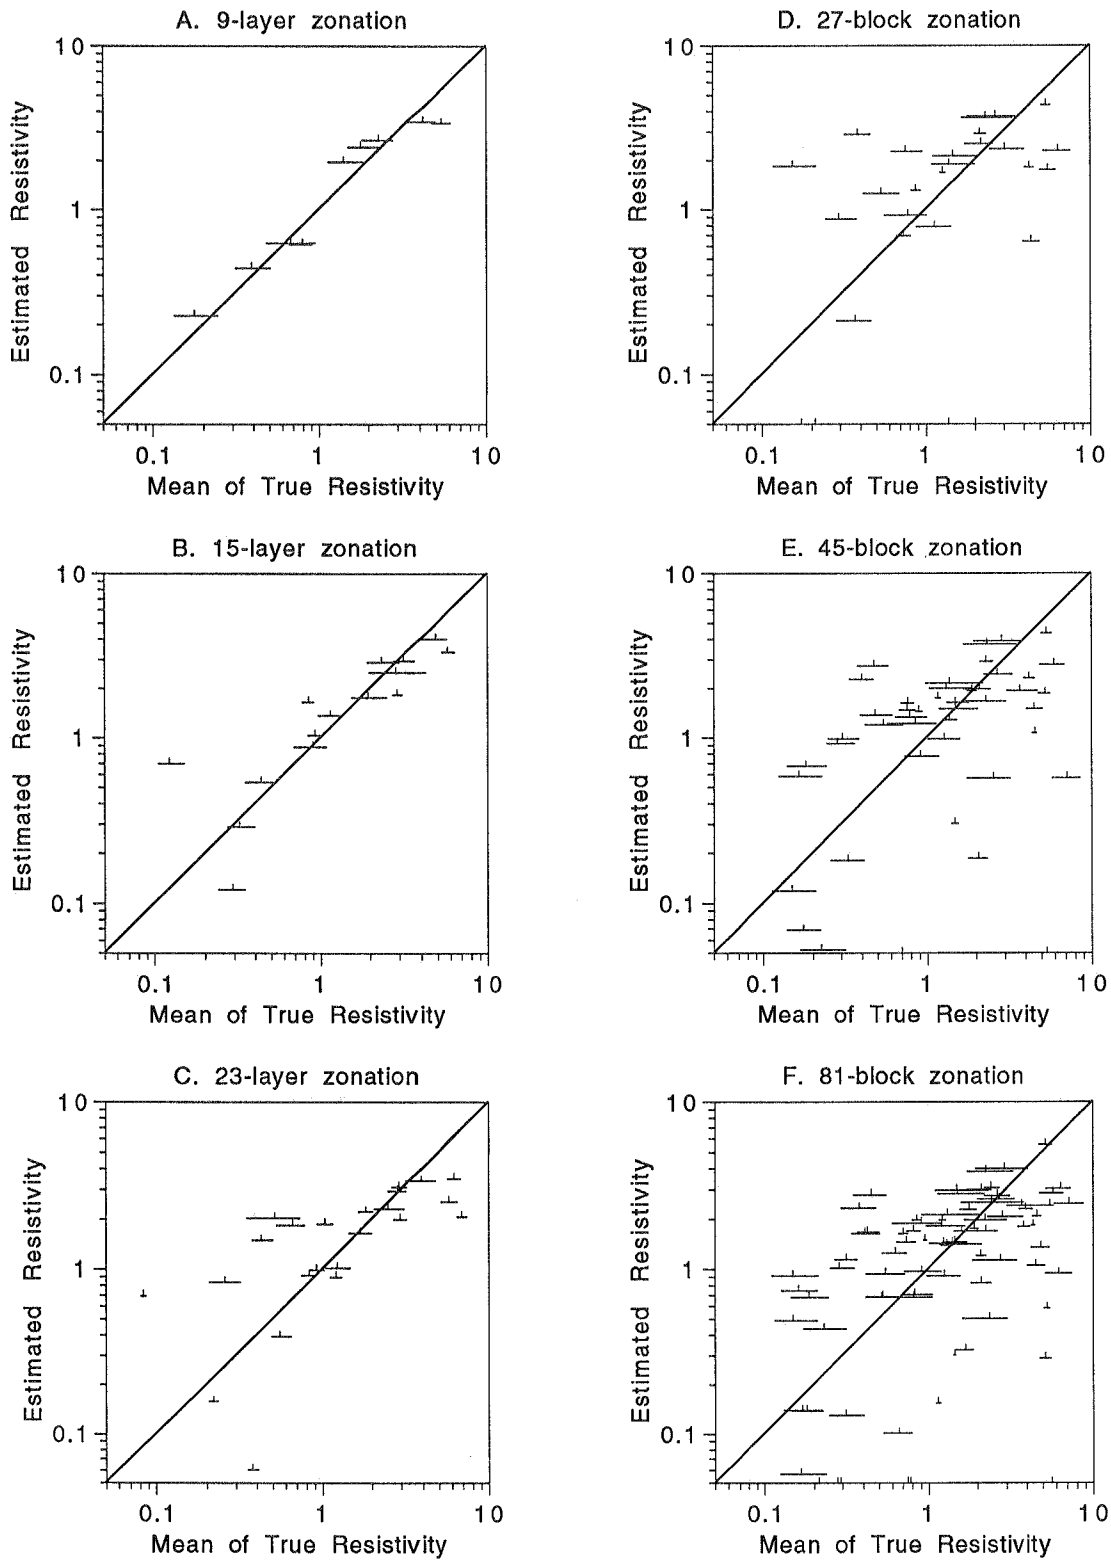 A. 9-layer zonation
10
1
0.1
Estimated Resistivity
0.1 1 10
Mean of True Resistivity
D. 27-block zonation
10
1
0.1
Estimated Resistivity
0.1 1 10
Mean of True Resistivity
B. 15-layer zonation
10
1
0.1
Estimated Resistivity
0.1 1 10
Mean of True Resistivity
E. 45-block zonation
10
1
0.1
Estimated Resistivity
0.1 1 10
Mean of True Resistivity
C. 23-layer zonation
10
1
0.1
Estimated Resistivity
0.1 1 10
Mean of True Resistivity
F. 81-block zonation
10
1
0.1
Estimated Resistivity
0.1 1 10
Mean of True Resistivity